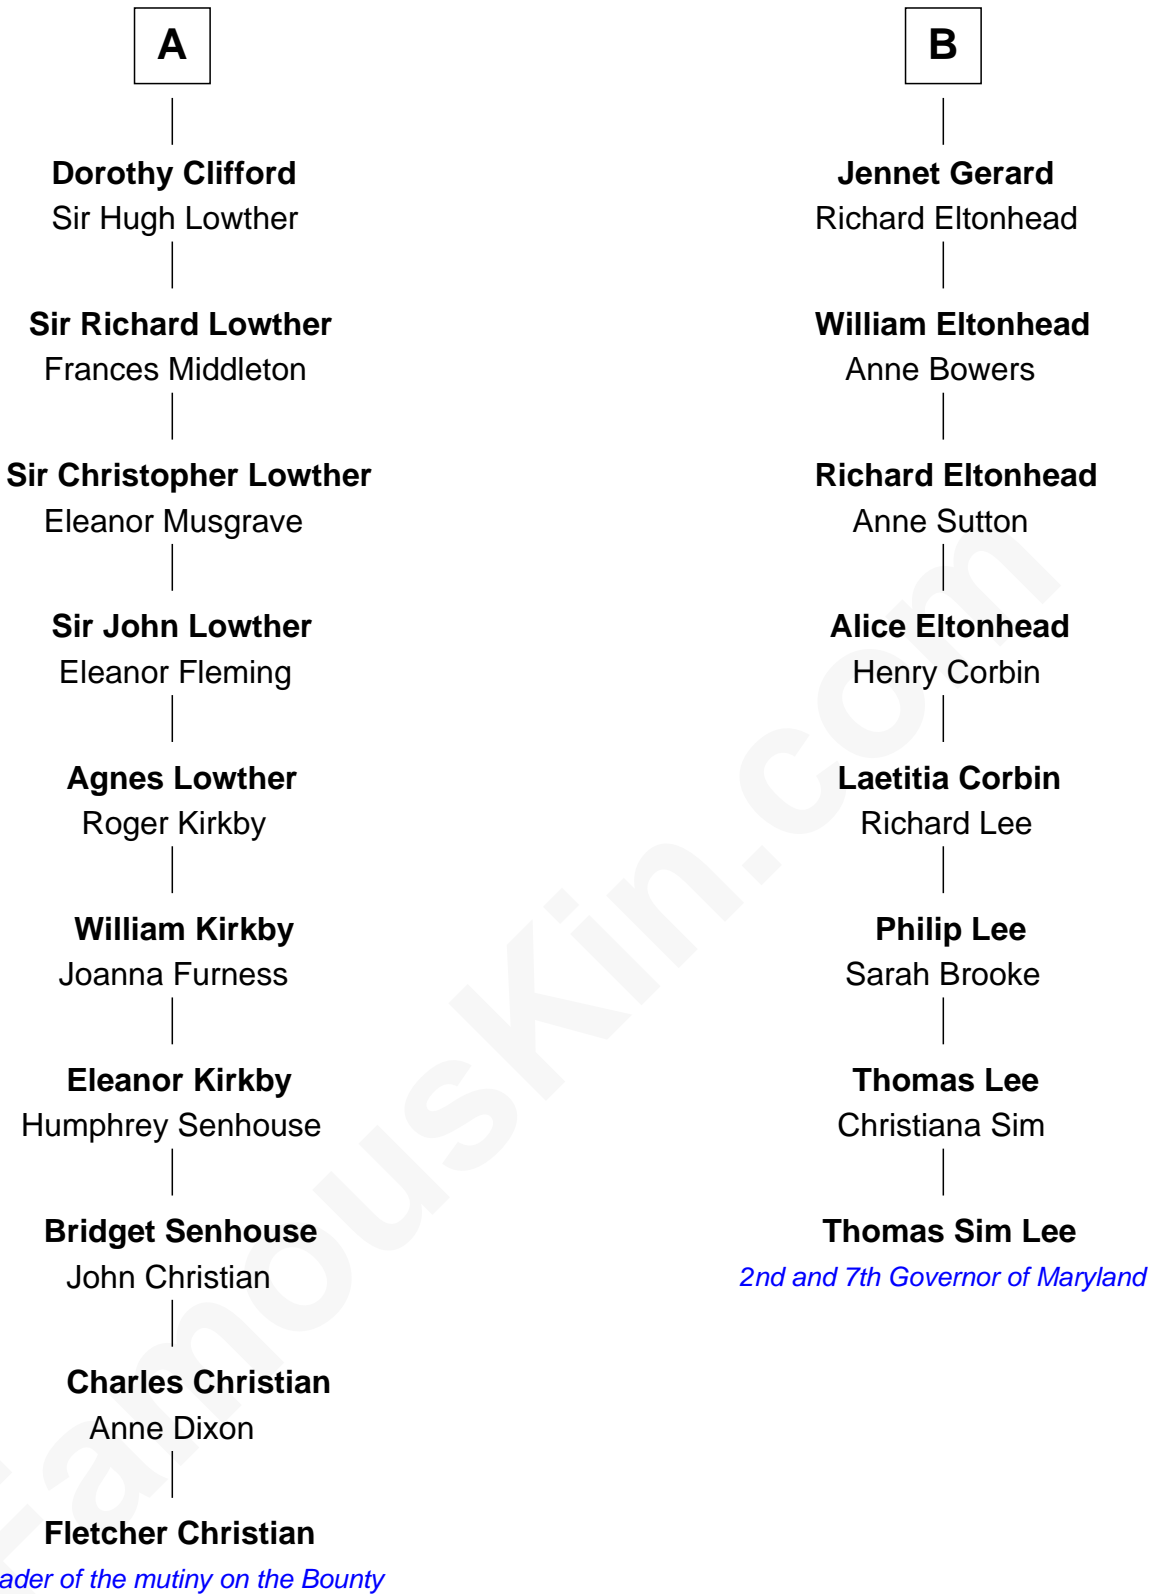 A
Dorothy Clifford
Sir Hugh Lowther
Sir Richard Lowther
Frances Middleton
Sir Christopher Lowther
Eleanor Musgrave
Sir John Lowther
Eleanor Fleming
Agnes Lowther
Roger Kirkby
William Kirkby
Joanna Furness
Eleanor Kirkby
Humphrey Senhouse
Bridget Senhouse
John Christian
Charles Christian
Anne Dixon
Fletcher Christian
of the mutiny on the Bounty
B
Jennet Gerard
Richard Eltonhead
William Eltonhead
Anne Bowers
Richard Eltonhead
Anne Sutton
Alice Eltonhead
Henry Corbin
Laetitia Corbin
Richard Lee
Philip Lee
Sarah Brooke
Thomas Lee
Christiana Sim
Thomas Sim Lee
2nd and 7th Governor of Maryland
FamousKin.com